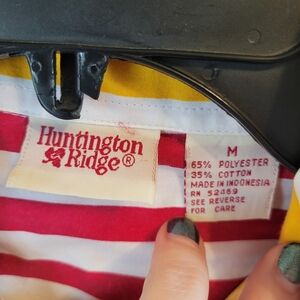 Huntington
Ridge®
M
65% POLYESTER
35% COTTON
MADE IN INDONESIA
RN 52469
SEE REVERSE
FOR CARE